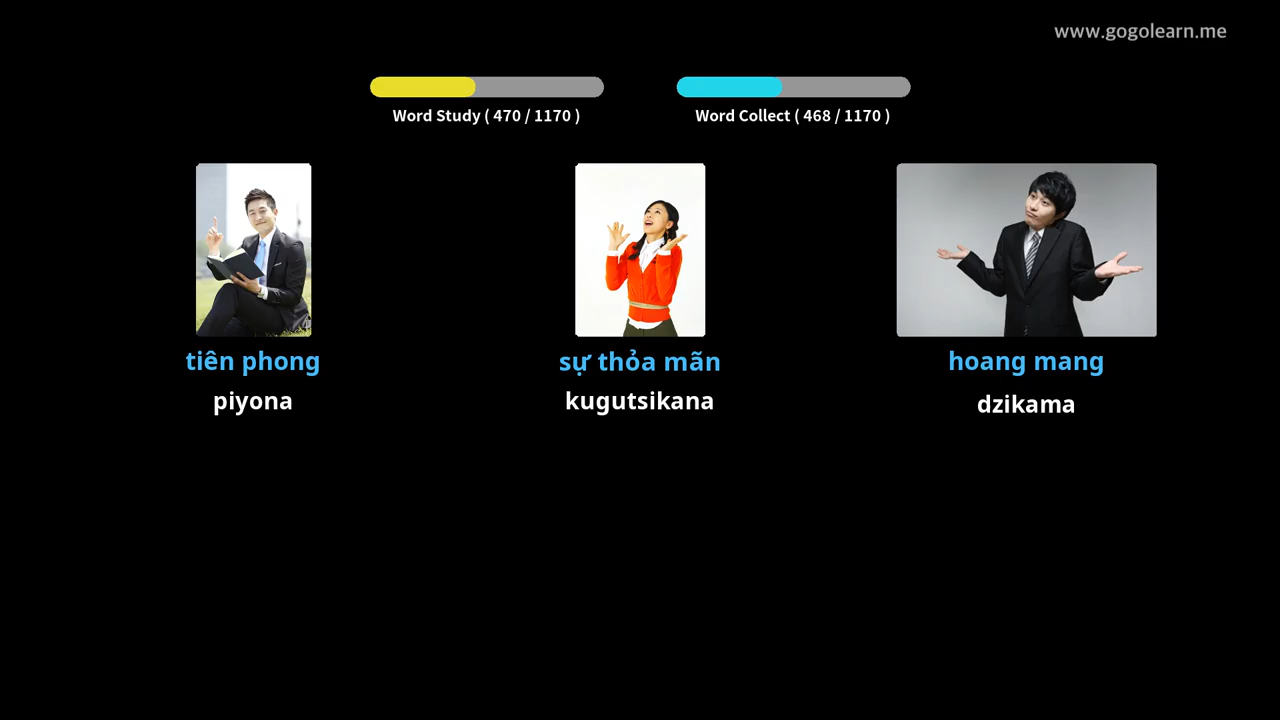 www.gogolearn.me
Word Study ( 470 / 1170 )
Word Collect ( 468 / 1170 )
tiên phong
sự thỏa mãn
hoang mang
piyona
kugutsikana
dzikama